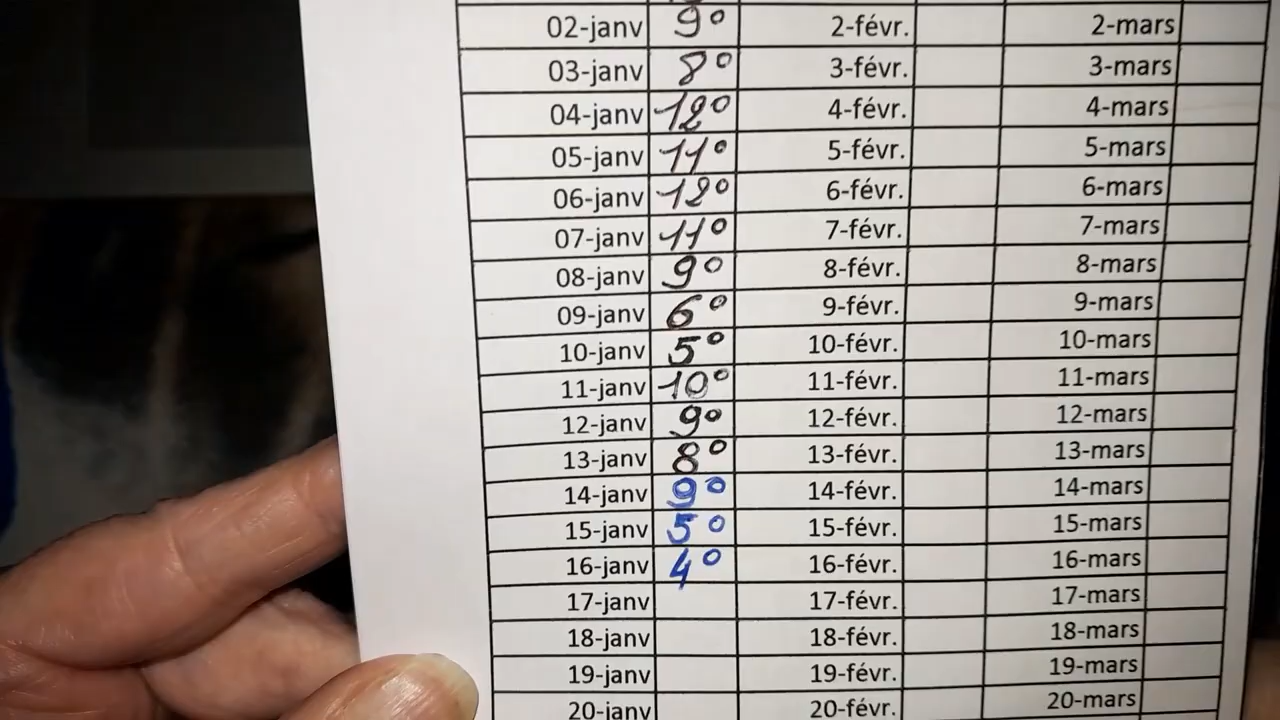 02-janv 9° 2-févr. 2-mars
03-janv 8° 3-févr. 3-mars
04-janv 12° 4-févr. 4-mars
05-janv 11° 5-févr. 5-mars
06-janv 12° 6-févr. 6-mars
07-janv 11° 7-févr. 7-mars
08-janv 9° 8-févr. 8-mars
09-janv 6° 9-févr. 9-mars
10-janv 5° 10-févr. 10-mars
11-janv 10° 11-févr. 11-mars
12-janv 9° 12-févr. 12-mars
13-janv 8° 13-févr. 13-mars
14-janv 9° 14-févr. 14-mars
15-janv 5° 15-févr. 15-mars
16-janv 4° 16-févr. 16-mars
17-janv 17-févr. 17-mars
18-janv 18-févr. 18-mars
19-janv 19-févr. 19-mars
20-janv 20-févr. 20-mars